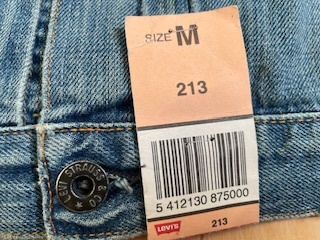 SIZE M
213
5 412130 875000
Levi's 213
LEVI STRAUSS & CO